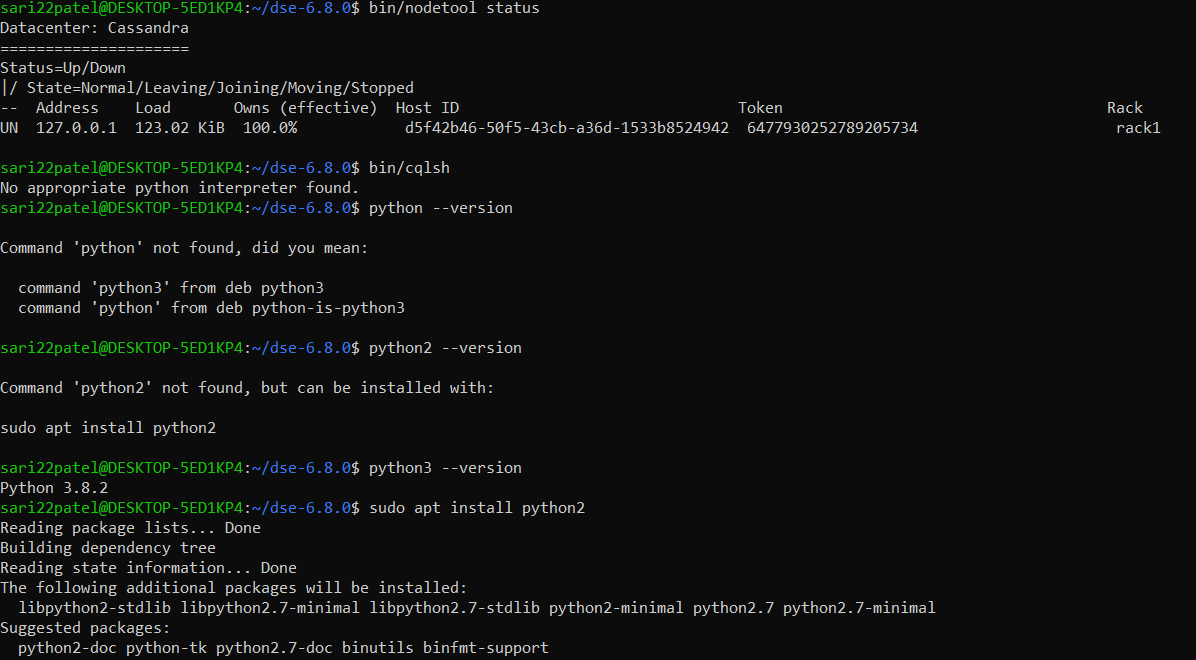 sari22patel@DESKTOP-5ED1KP4:~/dse-6.8.0$ bin/nodetool status
Datacenter: Cassandra
=====================
Status=Up/Down
|/ State=Normal/Leaving/Joining/Moving/Stopped
--  Address    Load       Owns (effective)  Host ID                               Token                                    Rack
UN  127.0.0.1  123.02 KiB  100.0%            d5f42b46-50f5-43cb-a36d-1533b8524942  6477930252789205734                      rack1
sari22patel@DESKTOP-5ED1KP4:~/dse-6.8.0$ bin/cqlsh
No appropriate python interpreter found.
sari22patel@DESKTOP-5ED1KP4:~/dse-6.8.0$ python --version
Command 'python' not found, did you mean:
  command 'python3' from deb python3
  command 'python' from deb python-is-python3
sari22patel@DESKTOP-5ED1KP4:~/dse-6.8.0$ python2 --version
Command 'python2' not found, but can be installed with:
sudo apt install python2
sari22patel@DESKTOP-5ED1KP4:~/dse-6.8.0$ python3 --version
Python 3.8.2
sari22patel@DESKTOP-5ED1KP4:~/dse-6.8.0$ sudo apt install python2
Reading package lists... Done
Building dependency tree
Reading state information... Done
The following additional packages will be installed:
  libpython2-stdlib libpython2.7-minimal libpython2.7-stdlib python2-minimal python2.7 python2.7-minimal
Suggested packages:
  python2-doc python-tk python2.7-doc binutils binfmt-support